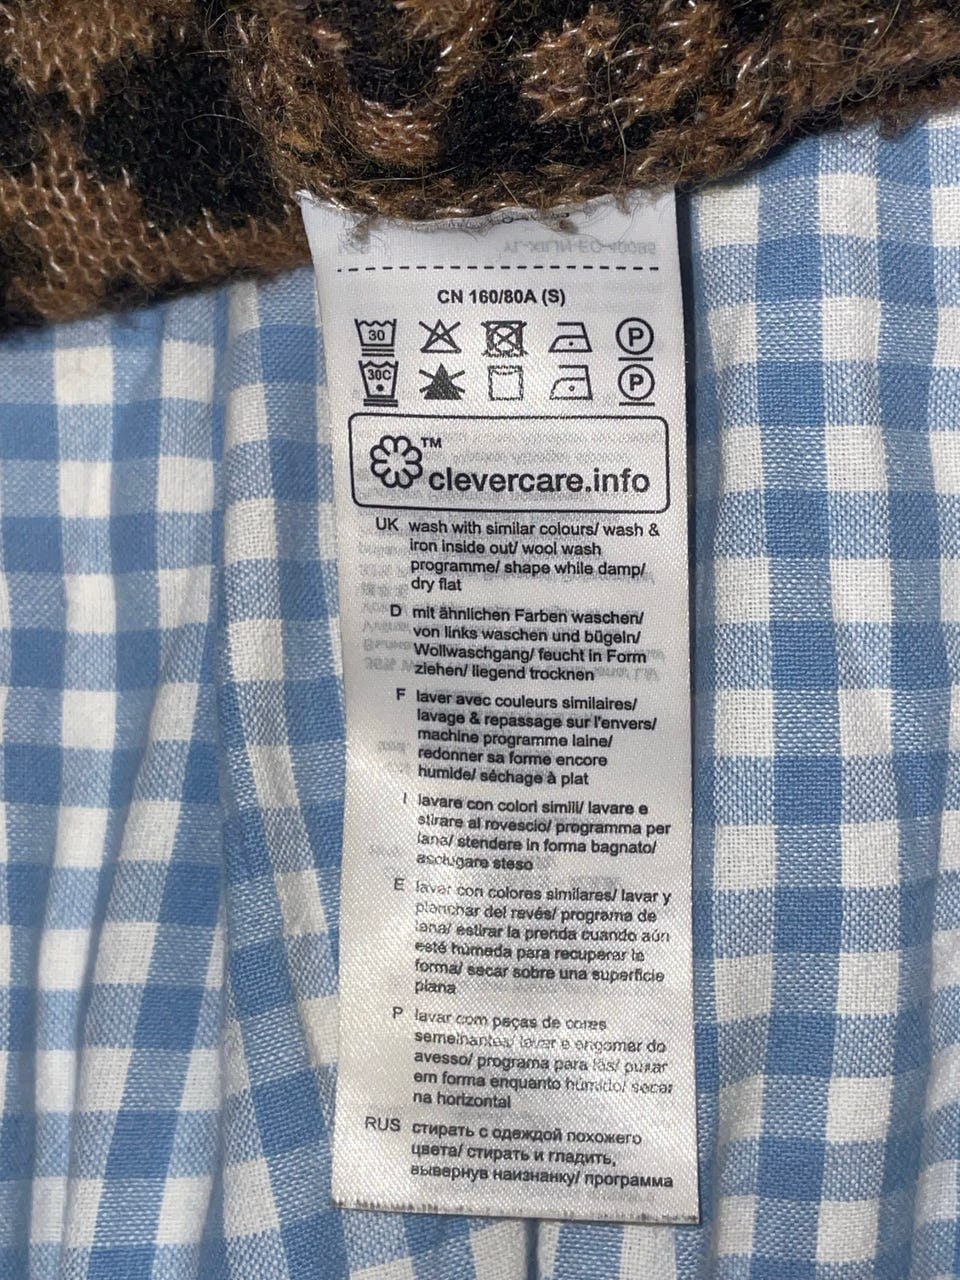 CN 160/80A (S)
30 P
30C P
TM
clevercare.info
UK wash with similar colours/ wash &
iron inside out/ wool wash
programme/ shape while damp/
dry flat
D mit ähnlichen Farben waschen/
von links waschen und bügeln/
Wollwaschgang/ feucht in Form
ziehen/ liegend trocknen
F laver avec couleurs similaires/
lavage & repassage sur l'envers/
machine programme laine/
redonner sa forme encore
humide/ séchage à plat
I lavare con colori simili/ lavare e
stirare al rovescio/ programma per
lana/ stendere in forma bagnato/
asciugare steso
E lavar con colores similares/ lavar y
planchar del revés/ programa de
lana/ estirar la prenda cuando aún
esté húmeda para recuperar la
forma/ secar sobre una superficie
plana
P lavar com peças de cores
semelhantes/ lavar e engomar do
avesso/ programa para lãs/ puxar
em forma enquanto húmido/ secar
na horizontal
RUS стирать с одеждой похожего
цвета/ стирать и гладить,
вывернув наизнанку/ программа